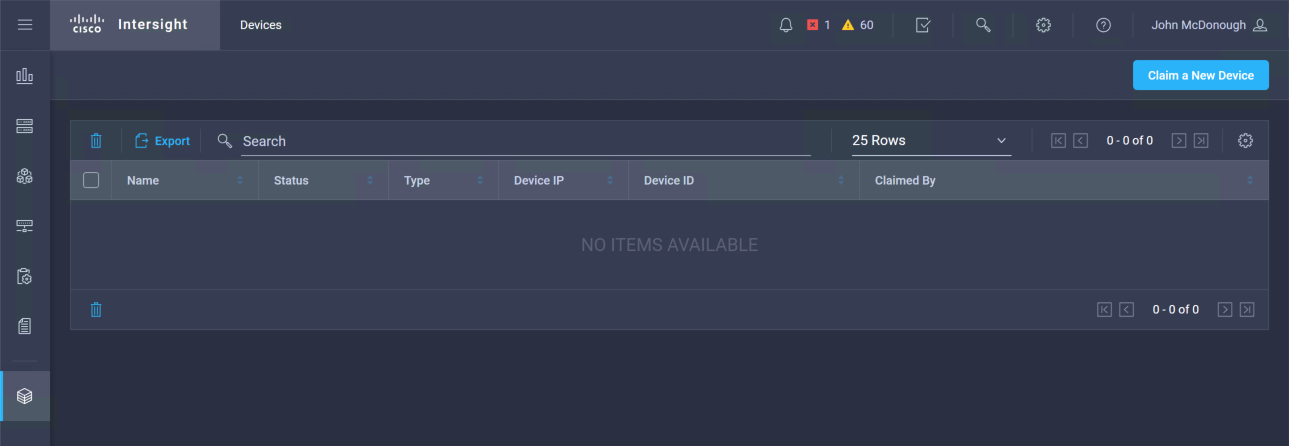 CISCO Intersight Devices 1 60 John McDonough
Claim a New Device
Export Search 25 Rows 0 - 0 of 0
Name Status Type Device IP Device ID Claimed By
NO ITEMS AVAILABLE
0 - 0 of 0